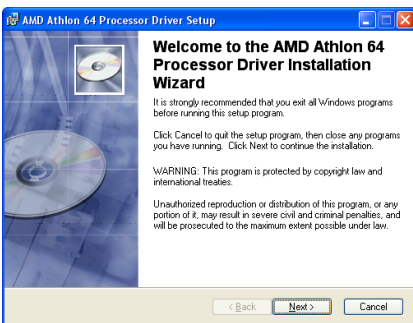 AMD Athlon 64 Processor Driver Setup
Welcome to the AMD Athlon 64
Processor Driver Installation
Wizard
It is strongly recommended that you exit all Windows programs
before running this setup program.
Click Cancel to quit the setup program, then close any programs
you have running. Click Next to continue the installation.
WARNING: This program is protected by copyright law and
international treaties.
Unauthorized reproduction or distribution of this program, or any
portion of it, may result in severe civil and criminal penalties, and
will be prosecuted to the maximum extent possible under law.
< Back Next > Cancel